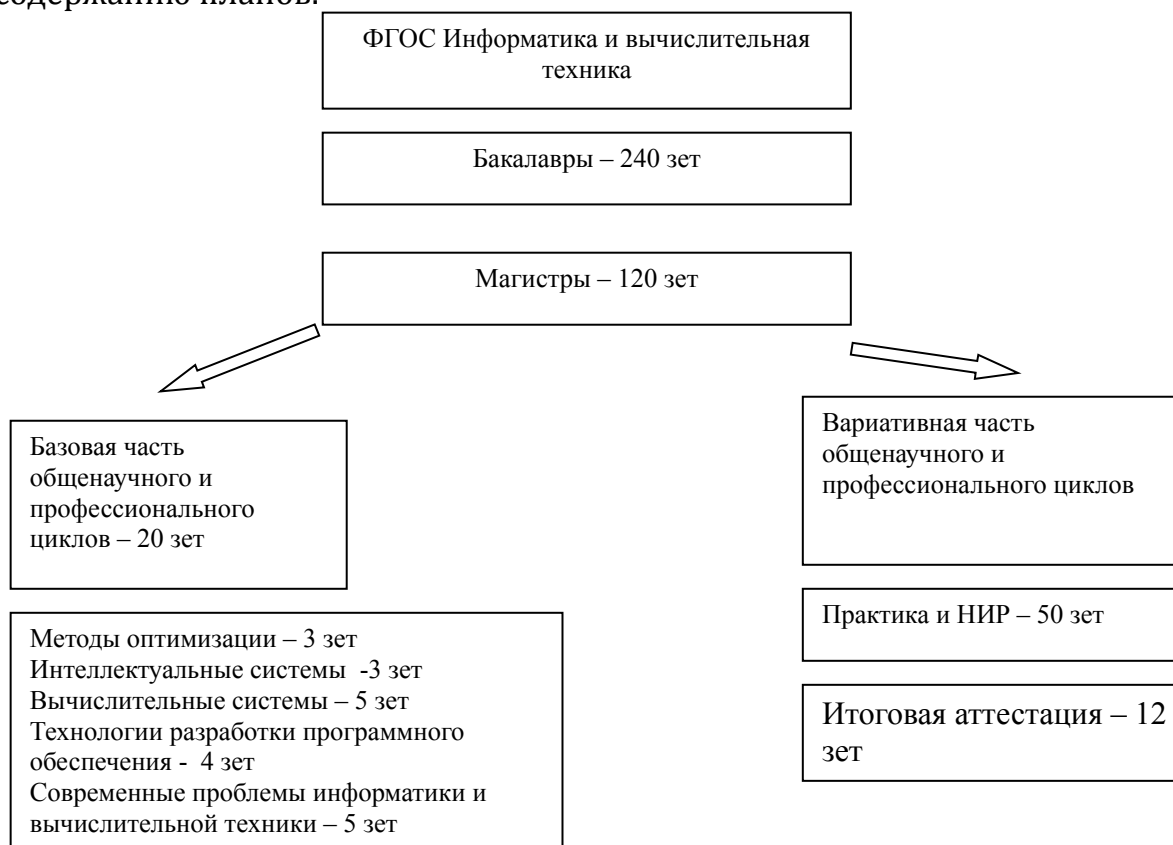 содержанию планов.
ФГОС Информатика и вычислительная
техника
Бакалавры – 240 зет
Магистры – 120 зет
Базовая часть
общенаучного и
профессионального
циклов – 20 зет
Вариативная часть
общенаучного и
профессионального циклов
Методы оптимизации – 3 зет
Интеллектуальные системы -3 зет
Вычислительные системы – 5 зет
Технологии разработки программного
обеспечения - 4 зет
Современные проблемы информатики и
вычислительной техники – 5 зет
Практика и НИР – 50 зет
Итоговая аттестация – 12
зет